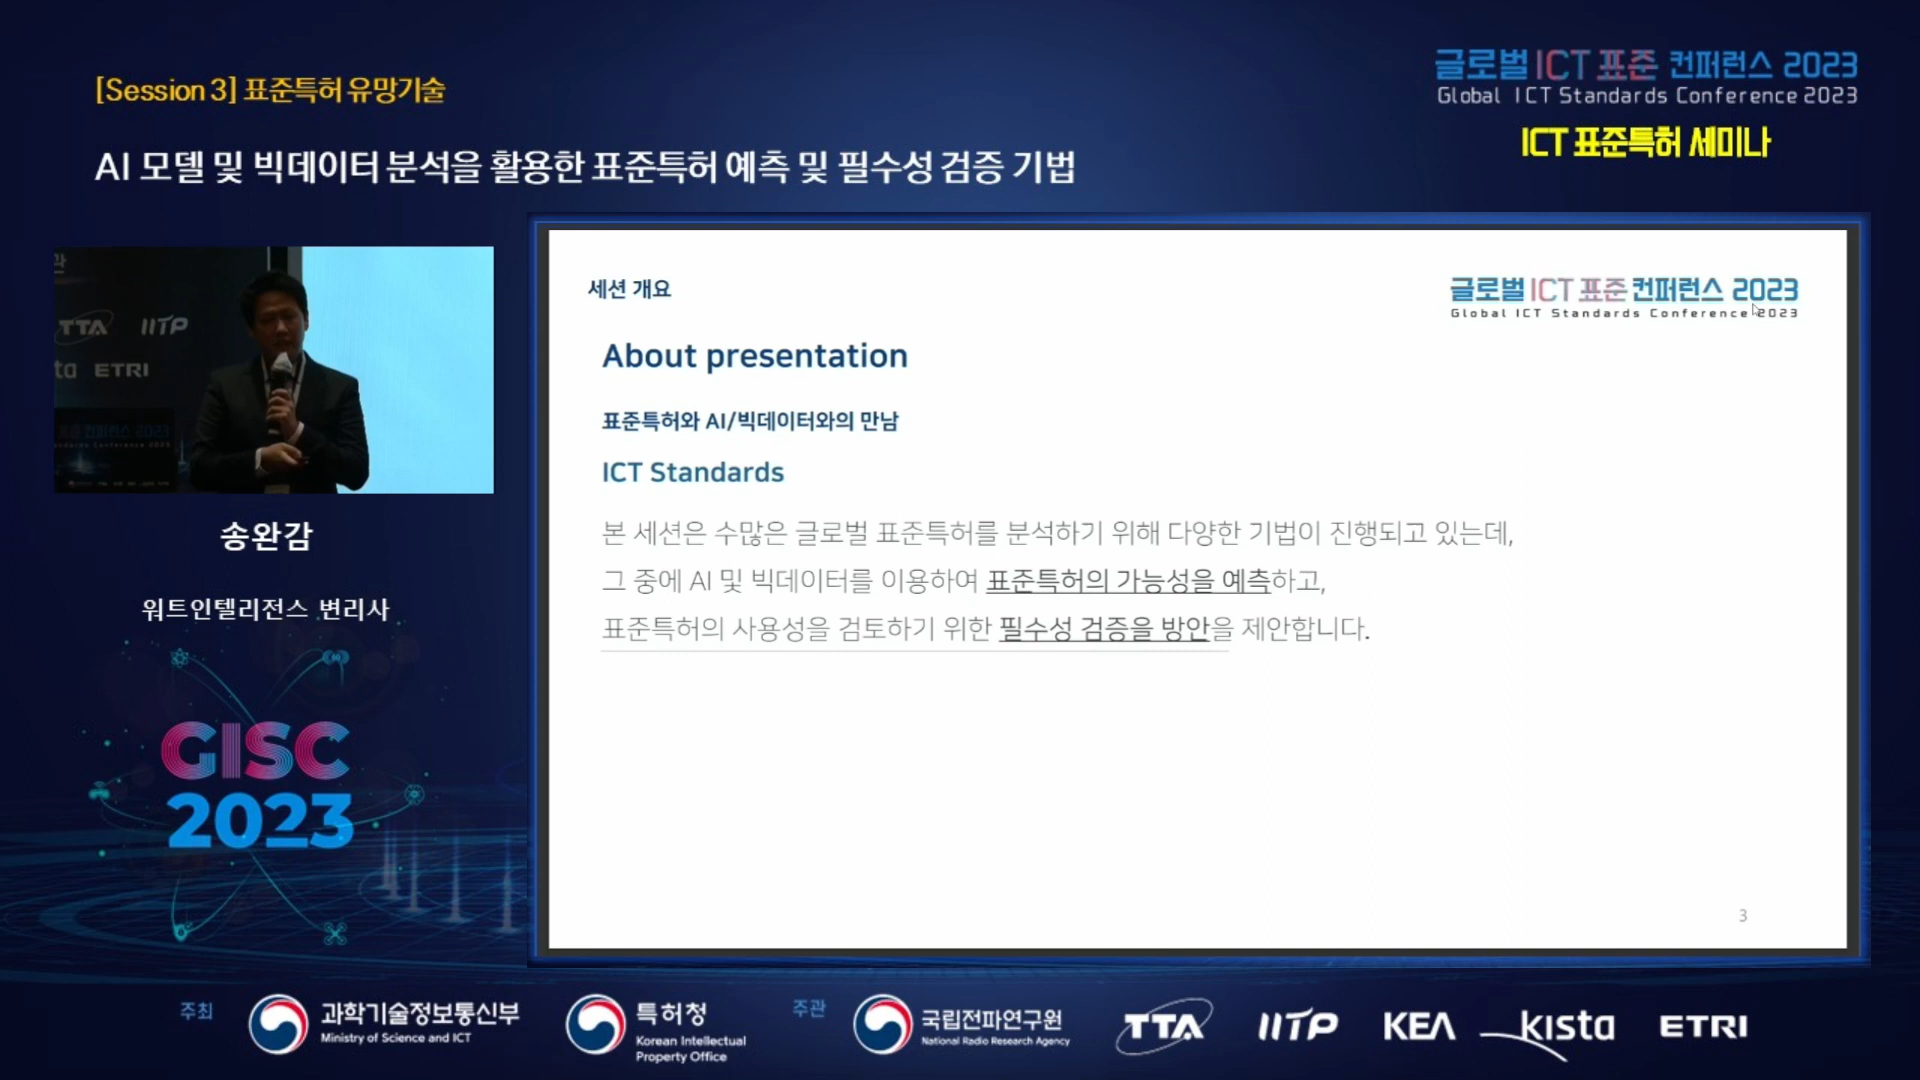 [Session 3] 표준특허 유망기술
AI 모델 및 빅데이터 분석을 활용한 표준특허 예측 및 필수성 검증 기법
글로벌 ICT 표준 컨퍼런스 2023
Global ICT Standards Conference 2023
ICT 표준특허 세미나
TTA IITP
ETRI
송완감
워트인텔리전스 변리사
GISC
2023
세션 개요
글로벌 ICT 표준 컨퍼런스 2023
Global ICT Standards Conference 2023
About presentation
표준특허와 AI/빅데이터와의 만남
ICT Standards
본 세션은 수많은 글로벌 표준특허를 분석하기 위해 다양한 기법이 진행되고 있는데,
그 중에 AI 및 빅데이터를 이용하여 표준특허의 가능성을 예측하고,
표준특허의 사용성을 검토하기 위한 필수성 검증을 방안을 제안합니다.
3
주최
과학기술정보통신부
Ministry of Science and ICT
특허청
Korean Intellectual
Property Office
주관
국립전파연구원
National Radio Research Agency
TTA
IITP
KEA
kista
ETRI